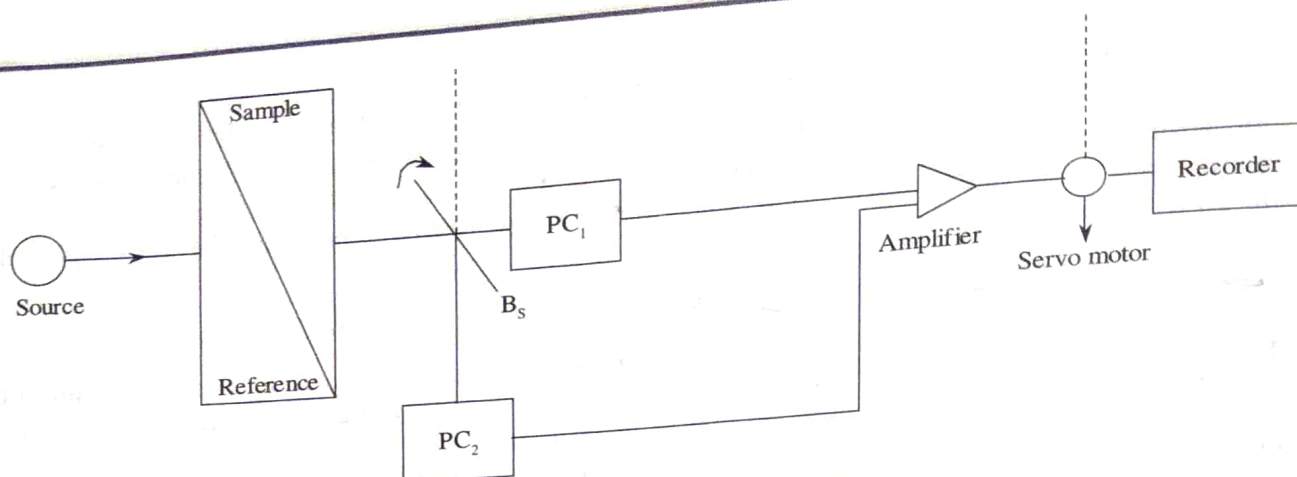 Sample
Recorder
PC₁
Amplifier
Servo motor
Source
Bₛ
Reference
PC₂